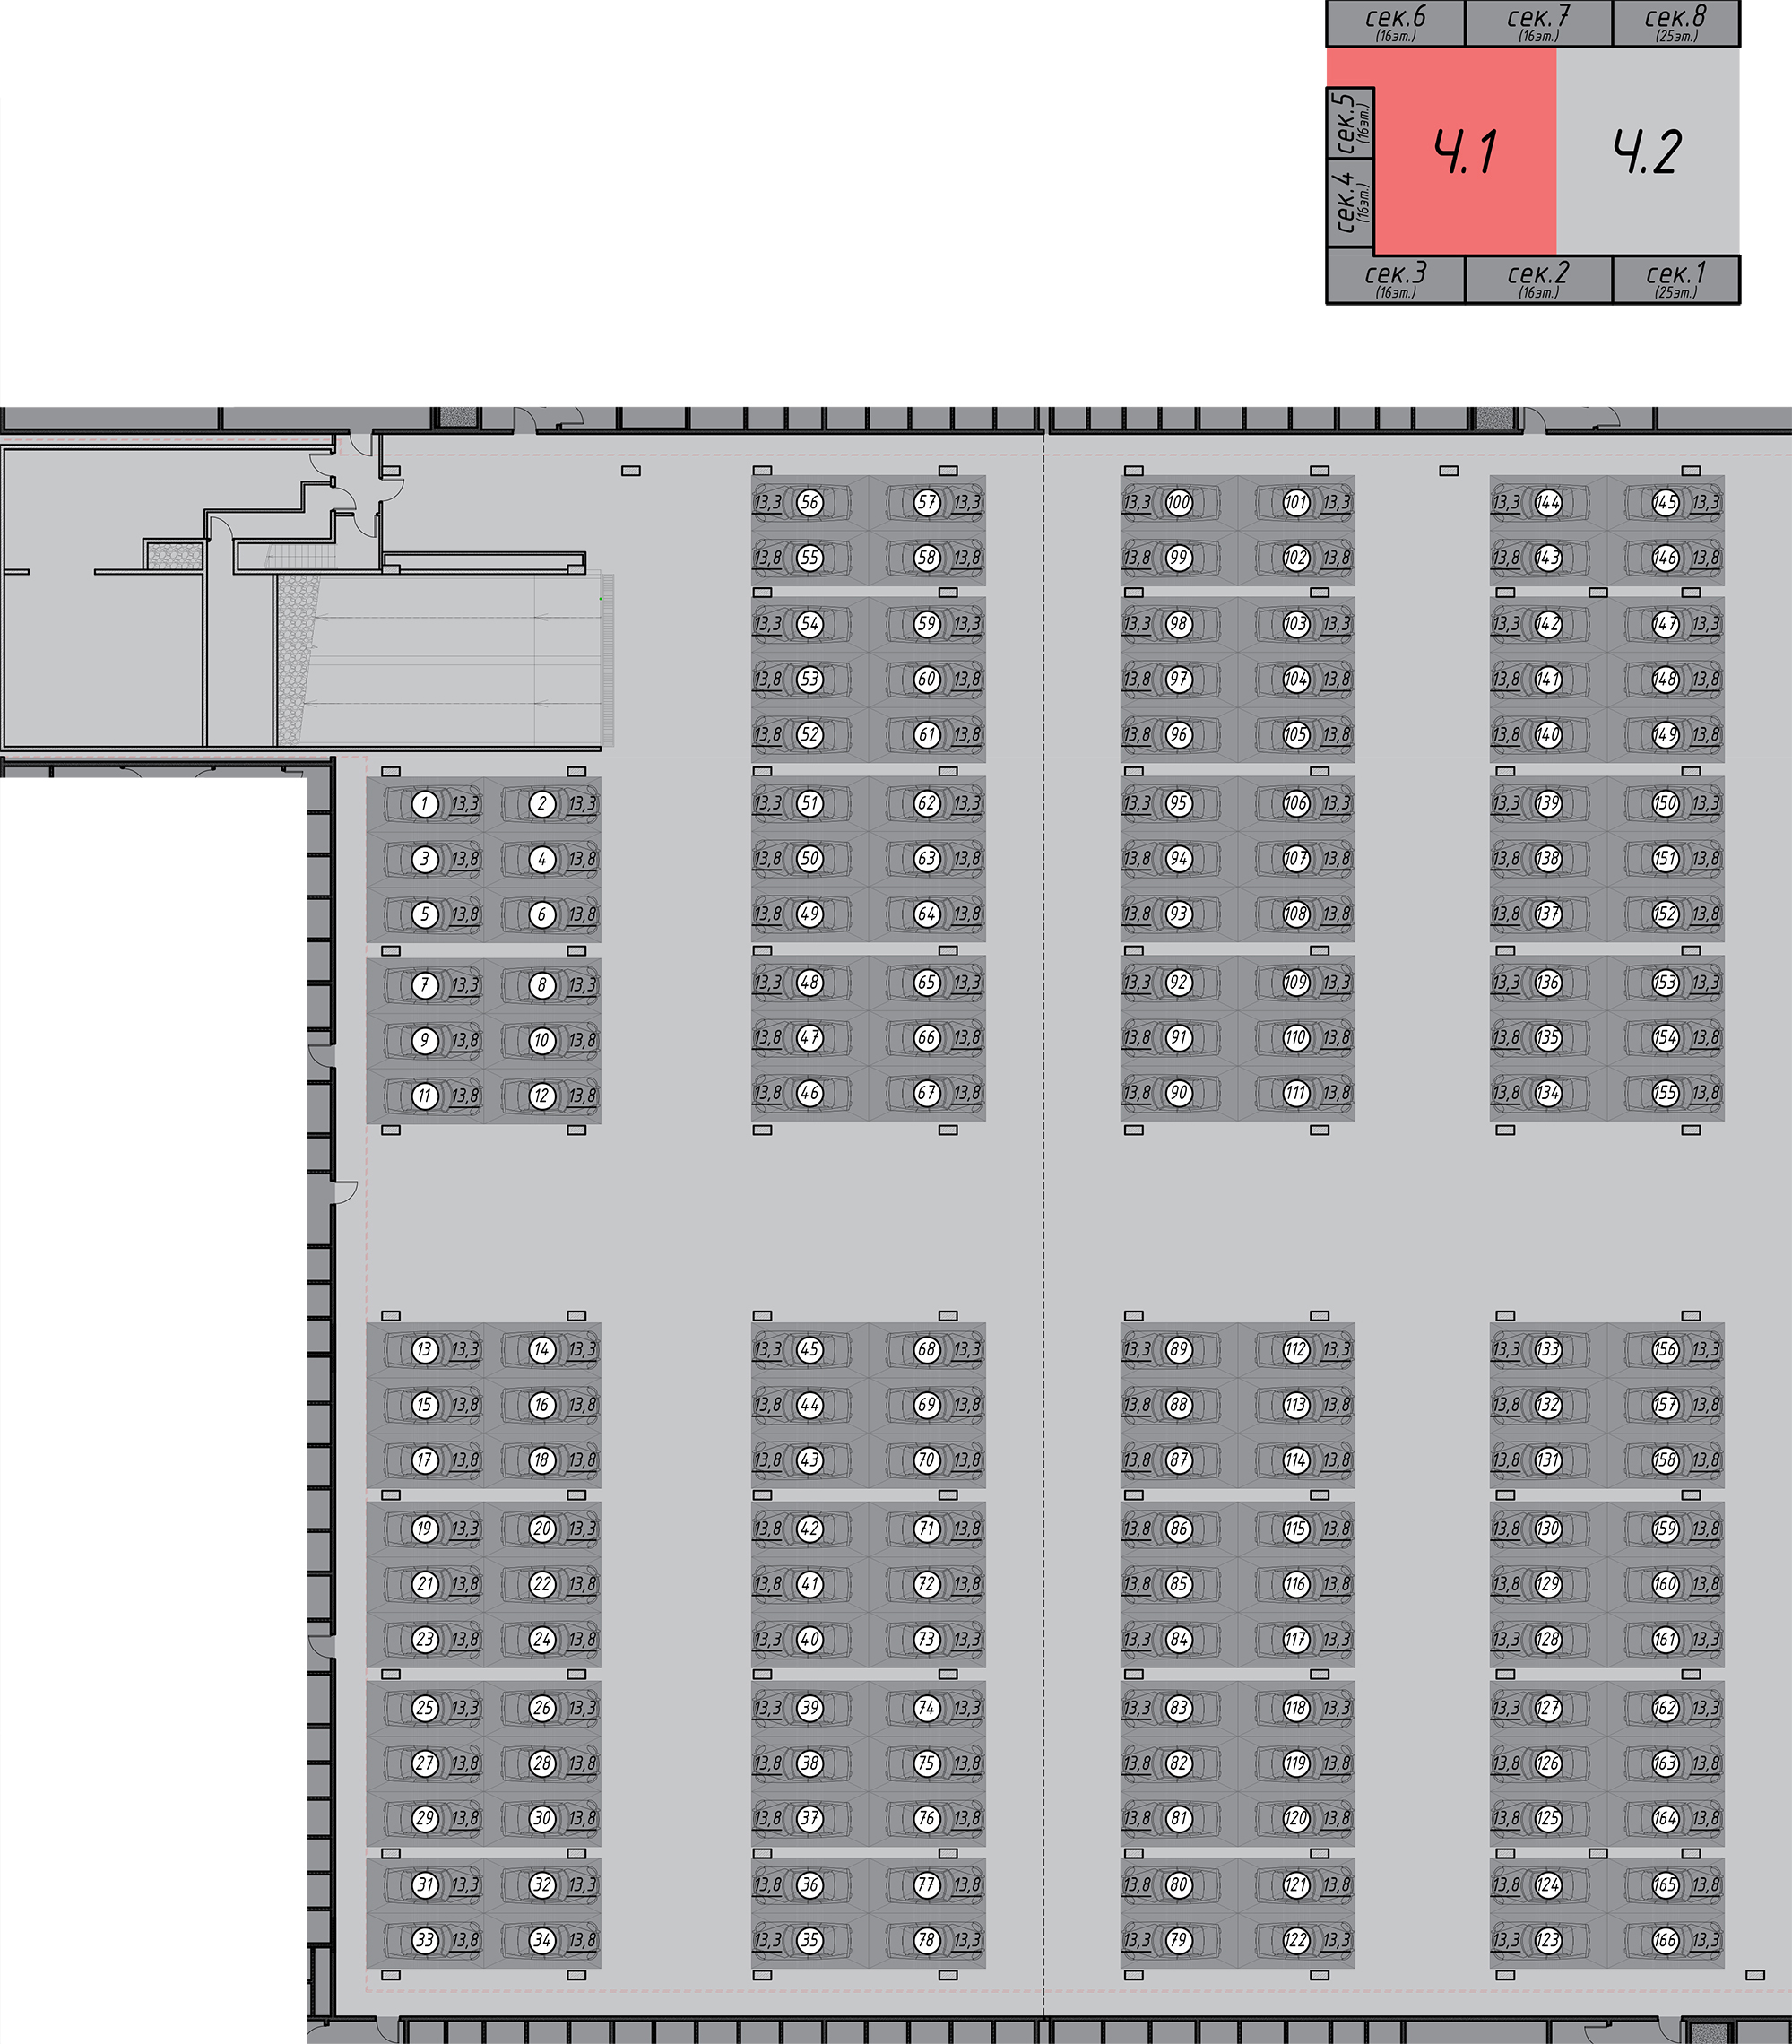 сек.6 сек.7 сек.8
(16эт.) (16эт.) (25эт.)
сек.5
(16эт.)
4.1 4.2
сек.4
(16эт.)
сек.3 сек.2 сек.1
(16эт.) (16эт.) (25эт.)
13,3 56 57 13,3 13,3 100 101 13,3 13,3 144 145 13,3
13,8 55 58 13,8 13,8 99 102 13,8 13,8 143 146 13,8
13,3 54 59 13,3 13,3 98 103 13,3 13,3 142 147 13,3
13,8 53 60 13,8 13,8 97 104 13,8 13,8 141 148 13,8
13,8 52 61 13,8 13,8 96 105 13,8 13,8 140 149 13,8
1 13,3 2 13,3 13,3 51 62 13,3 13,3 95 106 13,3 13,3 139 150 13,3
3 13,8 4 13,8 13,8 50 63 13,8 13,8 94 107 13,8 13,8 138 151 13,8
5 13,8 6 13,8 13,8 49 64 13,8 13,8 93 108 13,8 13,8 137 152 13,8
7 13,3 8 13,3 13,3 48 65 13,3 13,3 92 109 13,3 13,3 136 153 13,3
9 13,8 10 13,8 13,8 47 66 13,8 13,8 91 110 13,8 13,8 135 154 13,8
11 13,8 12 13,8 13,8 46 67 13,8 13,8 90 111 13,8 13,8 134 155 13,8
13 13,3 14 13,3 13,3 45 68 13,3 13,3 89 112 13,3 13,3 133 156 13,3
15 13,8 16 13,8 13,8 44 69 13,8 13,8 88 113 13,8 13,8 132 157 13,8
17 13,8 18 13,8 13,8 43 70 13,8 13,8 87 114 13,8 13,8 131 158 13,8
19 13,3 20 13,3 13,8 42 71 13,8 13,8 86 115 13,8 13,8 130 159 13,8
21 13,8 22 13,8 13,8 41 72 13,8 13,8 85 116 13,8 13,8 129 160 13,8
23 13,8 24 13,8 13,3 40 73 13,3 13,3 84 117 13,3 13,3 128 161 13,3
25 13,3 26 13,3 13,3 39 74 13,3 13,3 83 118 13,3 13,3 127 162 13,3
27 13,8 28 13,8 13,8 38 75 13,8 13,8 82 119 13,8 13,8 126 163 13,8
29 13,8 30 13,8 13,8 37 76 13,8 13,8 81 120 13,8 13,8 125 164 13,8
31 13,3 32 13,3 13,8 36 77 13,8 13,8 80 121 13,8 13,8 124 165 13,8
33 13,8 34 13,8 13,3 35 78 13,3 13,3 79 122 13,3 13,3 123 166 13,3